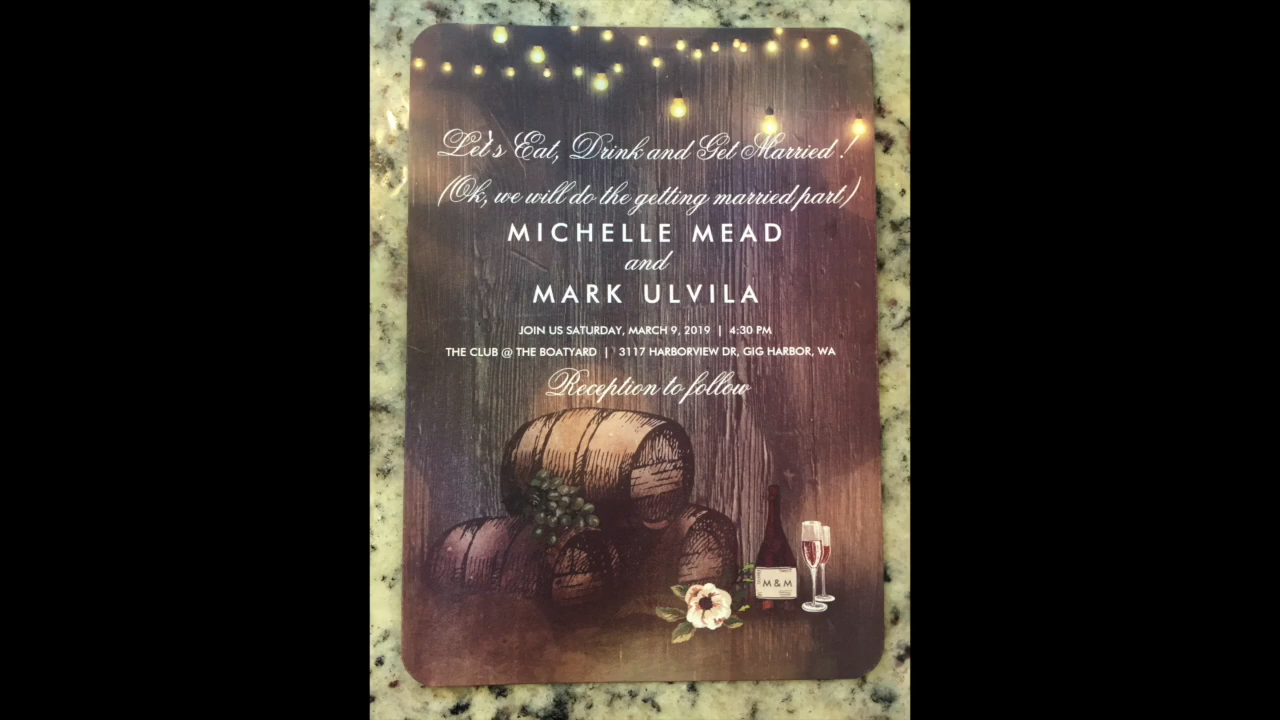 Let's Eat, Drink and Get Married!
(Ok, we will do the getting married part)
MICHELLE MEAD
and
MARK ULVILA
JOIN US SATURDAY, MARCH 9, 2019 | 4:30 PM
THE CLUB @ THE BOATYARD | 3117 HARBORVIEW DR, GIG HARBOR, WA
Reception to follow
M & M